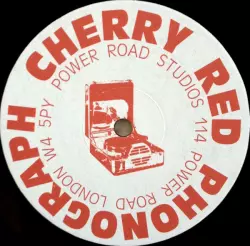 CHERRY RED PHONOGRAPH
POWER ROAD STUDIOS 114 POWER ROAD LONDON W4 5PY